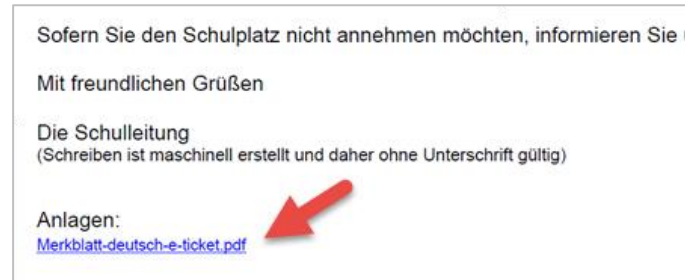 Sofern Sie den Schulplatz nicht annehmen möchten, informieren Sie
Mit freundlichen Grüßen
Die Schulleitung
(Schreiben ist maschinell erstellt und daher ohne Unterschrift gültig)
Anlagen:
Merkblatt-deutsch-e-ticket.pdf